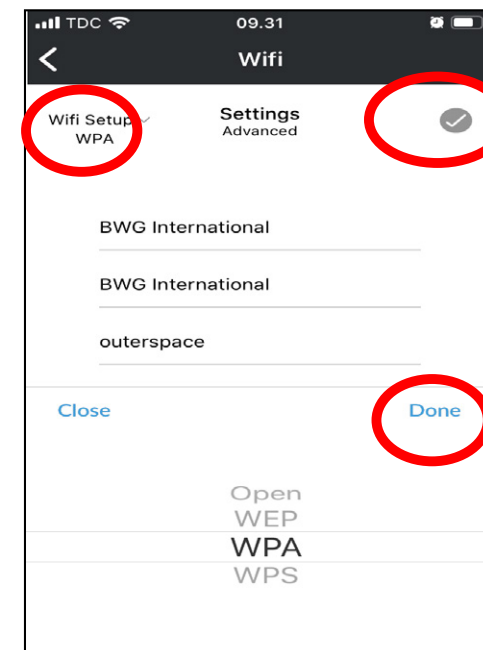 TDC 09.31
Wifi
Wifi Setup
WPA
Settings
Advanced
BWG International
BWG International
outerspace
Close Done
Open
WEP
WPA
WPS